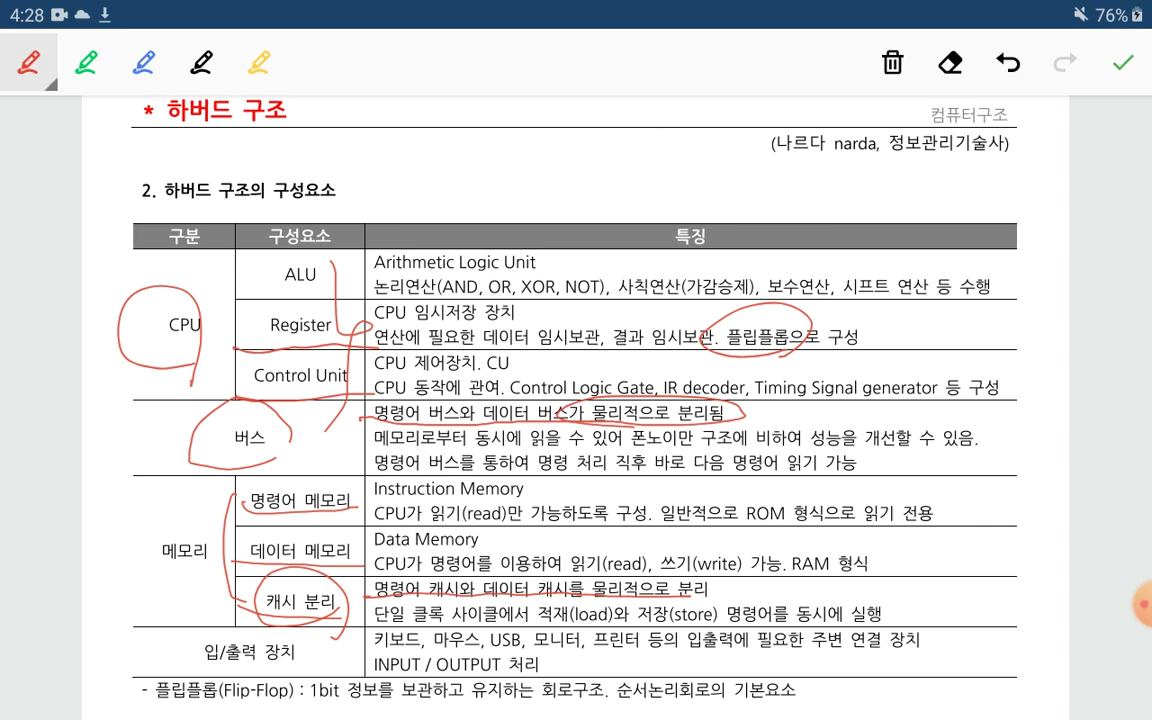 4:28
76%
* 하버드 구조
컴퓨터구조
(나르다 narda, 정보관리기술사)
2. 하버드 구조의 구성요소
구분 구성요소 특징
CPU
ALU
Arithmetic Logic Unit
논리연산(AND, OR, XOR, NOT), 사칙연산(가감승제), 보수연산, 시프트 연산 등 수행
Register
CPU 임시저장 장치
연산에 필요한 데이터 임시보관, 결과 임시보관. 플립플롭으로 구성
Control Unit
CPU 제어장치. CU
CPU 동작에 관여. Control Logic Gate, IR decoder, Timing Signal generator 등 구성
버스
명령어 버스와 데이터 버스가 물리적으로 분리됨
메모리로부터 동시에 읽을 수 있어 폰노이만 구조에 비하여 성능을 개선할 수 있음.
명령어 버스를 통하여 명령 처리 직후 바로 다음 명령어 읽기 가능
메모리
명령어 메모리
Instruction Memory
CPU가 읽기(read)만 가능하도록 구성. 일반적으로 ROM 형식으로 읽기 전용
데이터 메모리
Data Memory
CPU가 명령어를 이용하여 읽기(read), 쓰기(write) 가능. RAM 형식
캐시 분리
명령어 캐시와 데이터 캐시를 물리적으로 분리
단일 클록 사이클에서 적재(load)와 저장(store) 명령어를 동시에 실행
입/출력 장치
키보드, 마우스, USB, 모니터, 프린터 등의 입출력에 필요한 주변 연결 장치
INPUT / OUTPUT 처리
- 플립플롭(Flip-Flop) : 1bit 정보를 보관하고 유지하는 회로구조. 순서논리회로의 기본요소